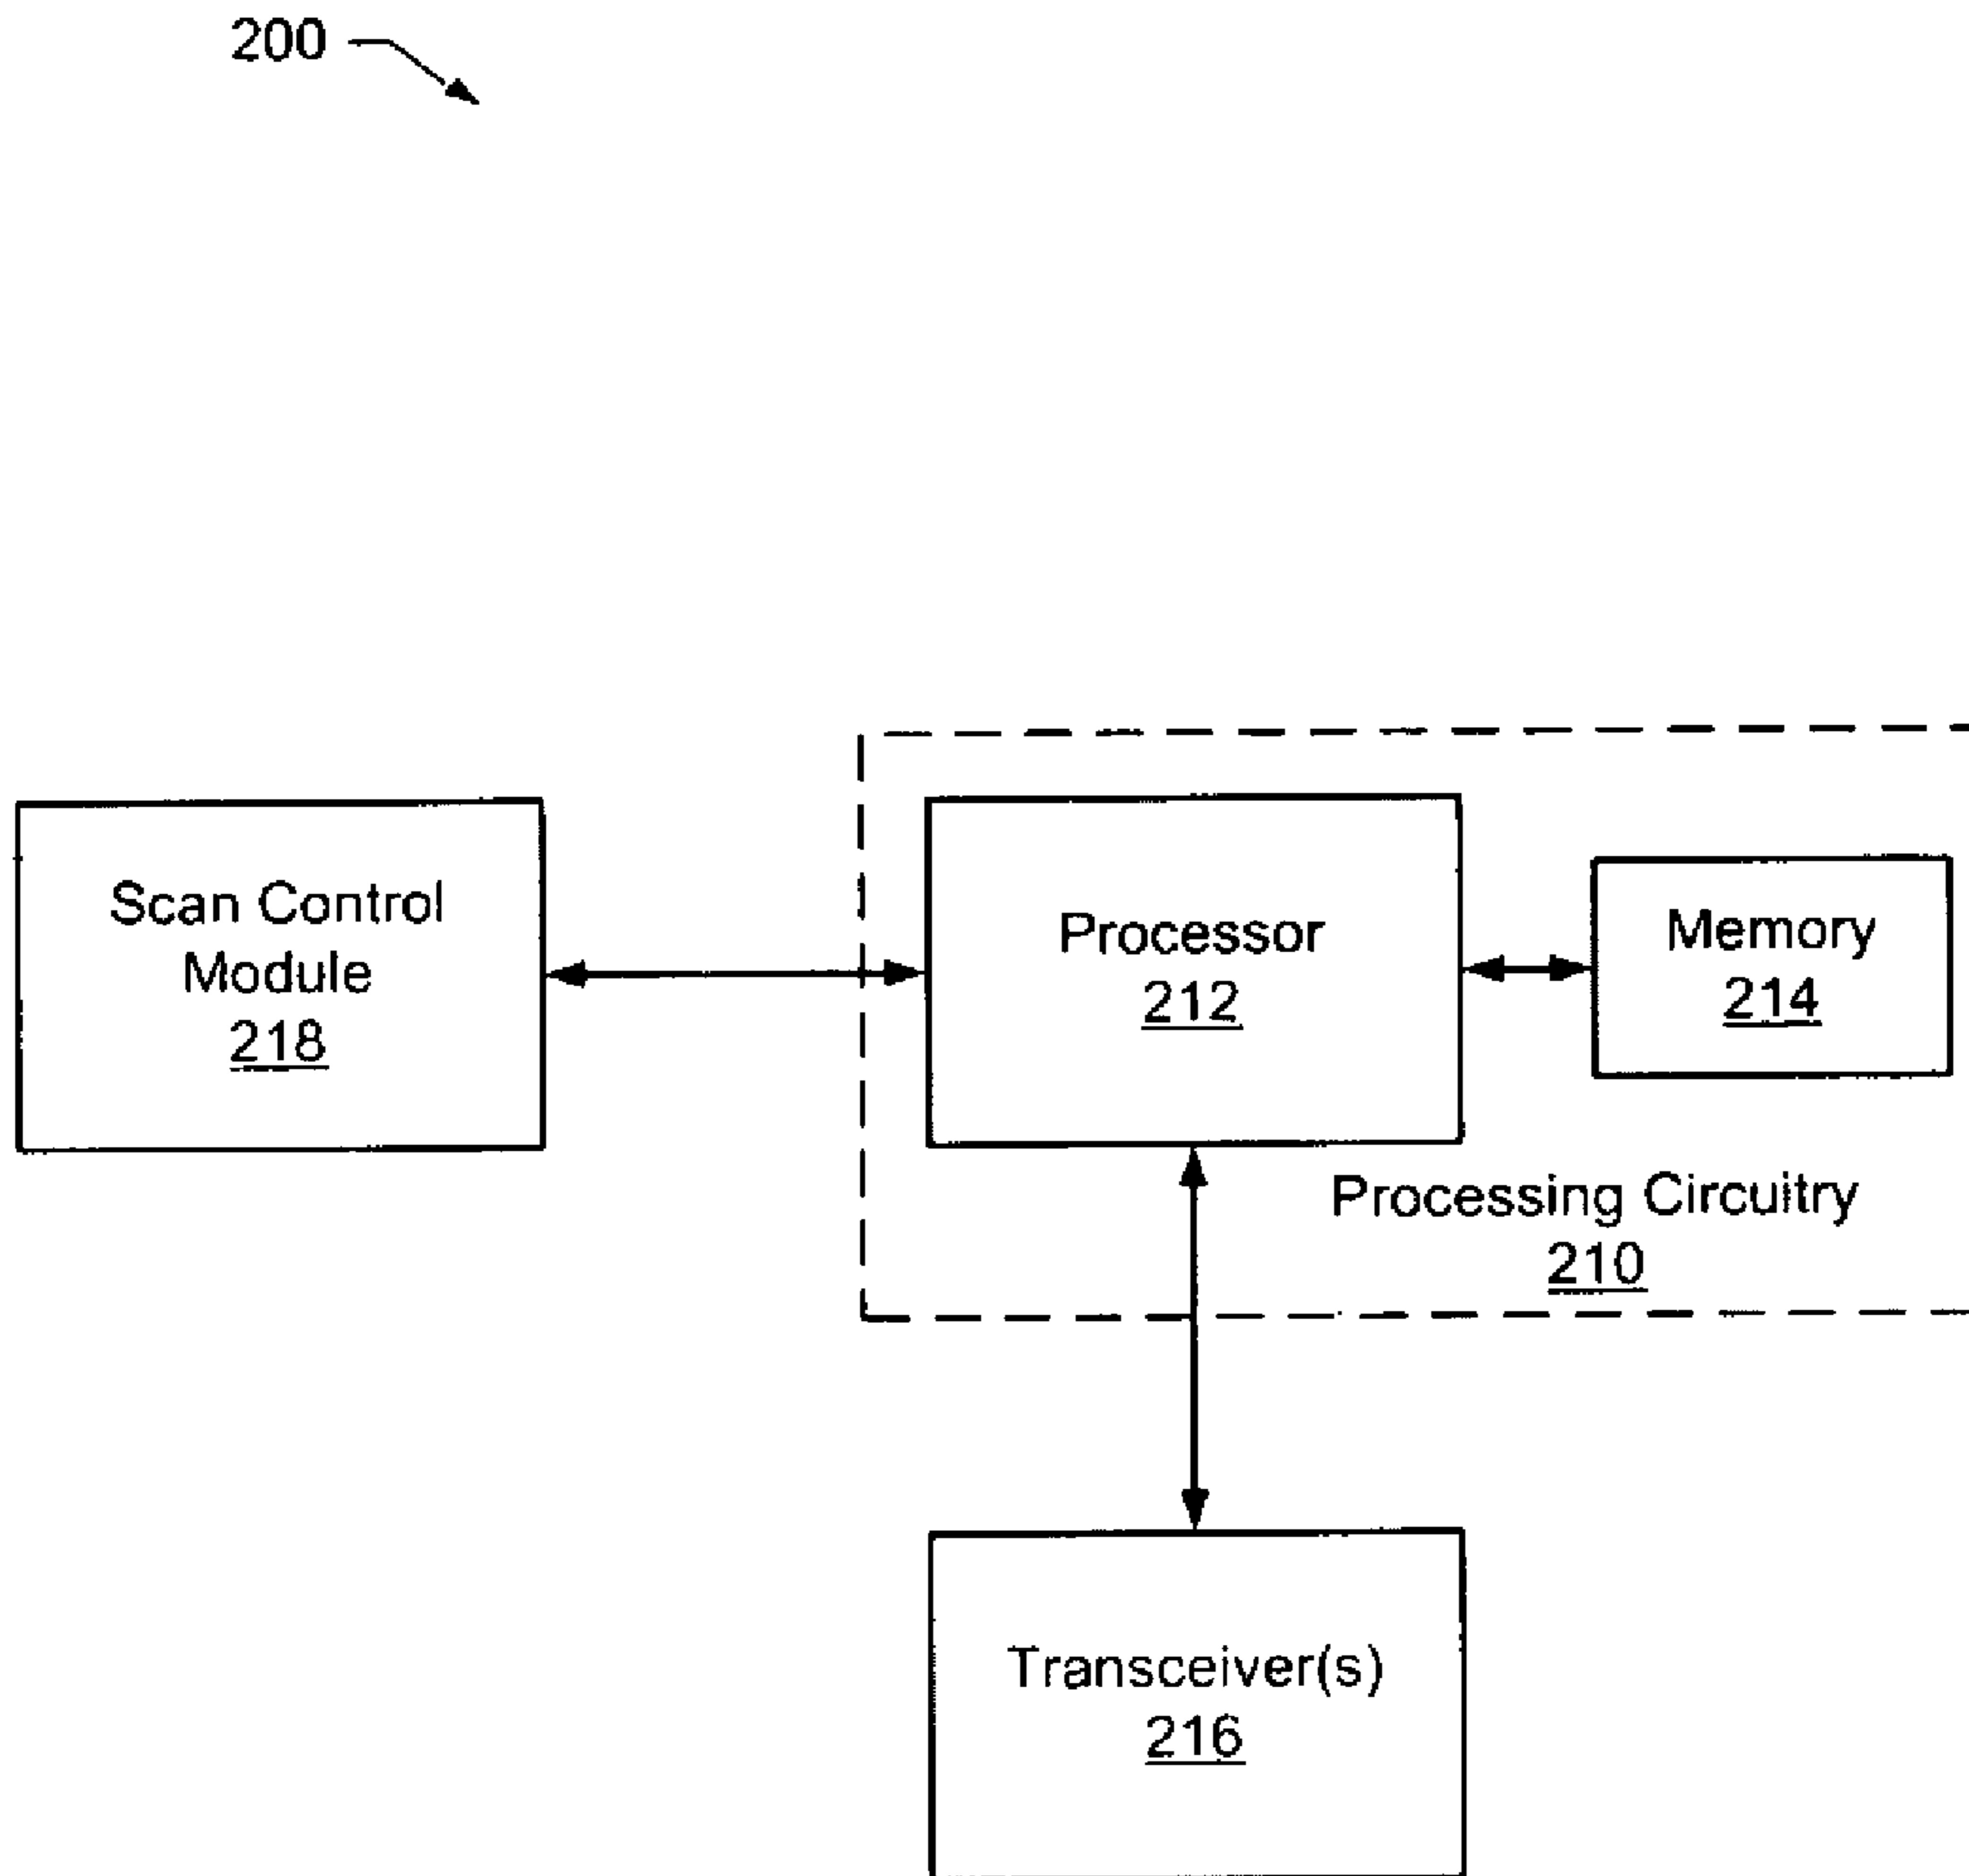 200
Scan Control
Module
218
Processor
212
Memory
214
Processing Circuitry
210
Transceiver(s)
216